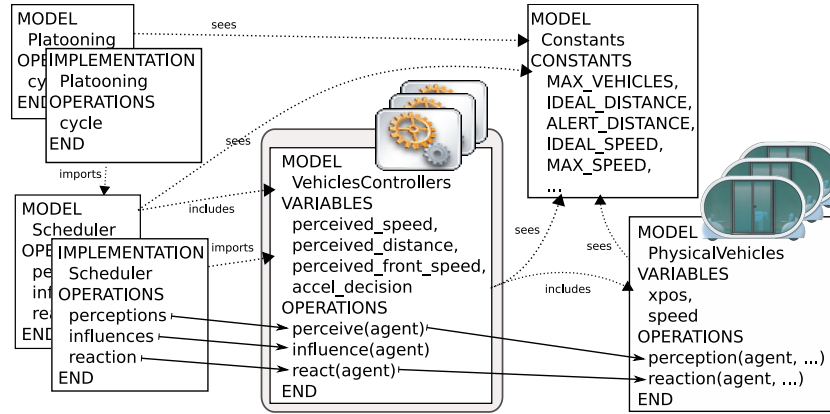 MODEL
Platooning
OPE
cy
END
IMPLEMENTATION
Platooning
OPERATIONS
cycle
END
sees
MODEL
Constants
CONSTANTS
MAX_VEHICLES,
IDEAL_DISTANCE,
ALERT_DISTANCE,
IDEAL_SPEED,
MAX_SPEED,
...
sees
imports
MODEL
Scheduler
OP
pe
inf
rea
END
IMPLEMENTATION
Scheduler
OPERATIONS
perceptions
influences
reaction
END
includes
imports
MODEL
VehiclesControllers
VARIABLES
perceived_speed,
perceived_distance,
perceived_front_speed,
accel_decision
OPERATIONS
perceive(agent)
influence(agent)
react(agent)
END
sees
sees
includes
MODEL
PhysicalVehicles
VARIABLES
xpos,
speed
OPERATIONS
perception(agent, ...)
reaction(agent, ...)
END